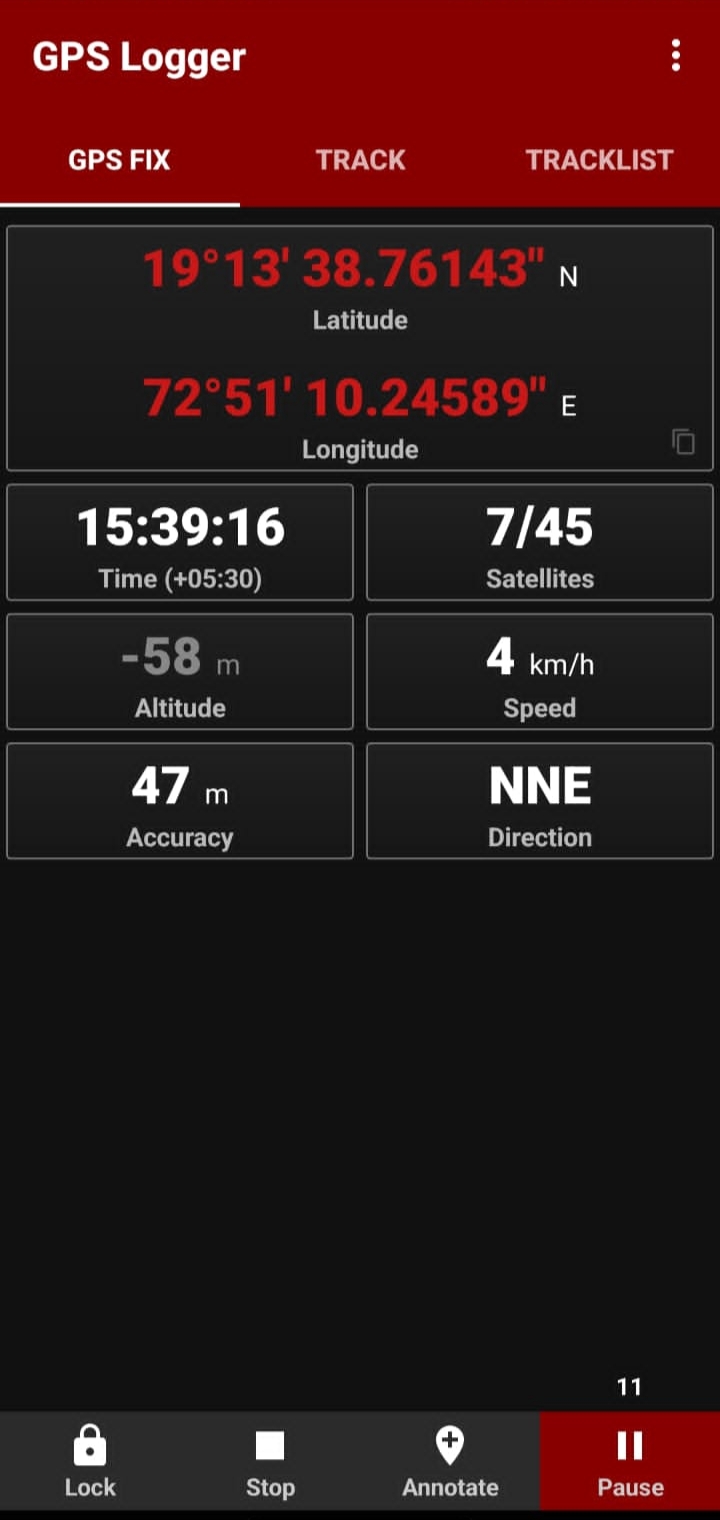 GPS Logger
GPS FIX TRACK TRACKLIST
19°13' 38.76143" N
Latitude
72°51' 10.24589" E
Longitude
15:39:16
Time (+05:30)
7/45
Satellites
-58 m
Altitude
4 km/h
Speed
47 m
Accuracy
NNE
Direction
11
Lock Stop Annotate Pause